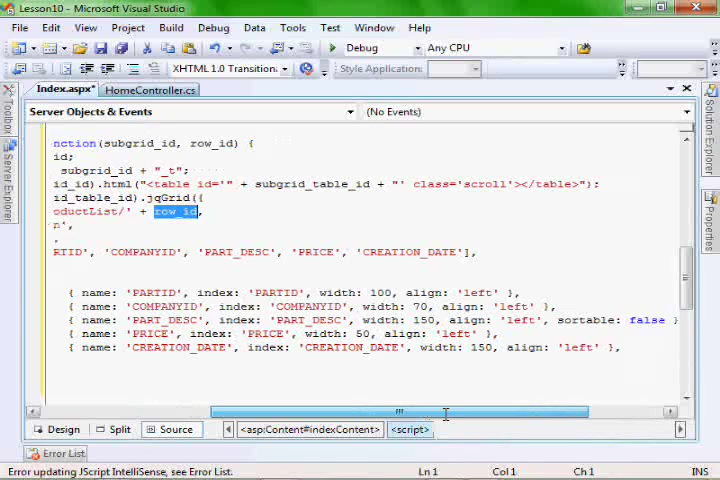 Lesson10 - Microsoft Visual Studio
File Edit View Project Build Debug Data Tools Test Window Help
Debug Any CPU
XHTML 1.0 Transition Style Application:
Index.aspx* HomeController.cs
Server Objects & Events (No Events)
nction(subgrid_id, row_id) {
id;
subgrid_id + "_t";
id_id).html("<table id='" + subgrid_table_id + "' class='scroll'></table>");
id_table_id).jqGrid({
oductList/' + row_id,
n',
,
RTID', 'COMPANYID', 'PART_DESC', 'PRICE', 'CREATION_DATE'],
{ name: 'PARTID', index: 'PARTID', width: 100, align: 'left' },
{ name: 'COMPANYID', index: 'COMPANYID', width: 70, align: 'left' },
{ name: 'PART_DESC', index: 'PART_DESC', width: 150, align: 'left', sortable: false },
{ name: 'PRICE', index: 'PRICE', width: 50, align: 'left' },
{ name: 'CREATION_DATE', index: 'CREATION_DATE', width: 150, align: 'left' },
Toolbox
Server Explorer
Solution Explorer
Properties
Design Split Source <asp:Content#indexContent> <script>
Error List
Error updating JScript IntelliSense, see Error List. Ln 1 Col 1 Ch 1 INS